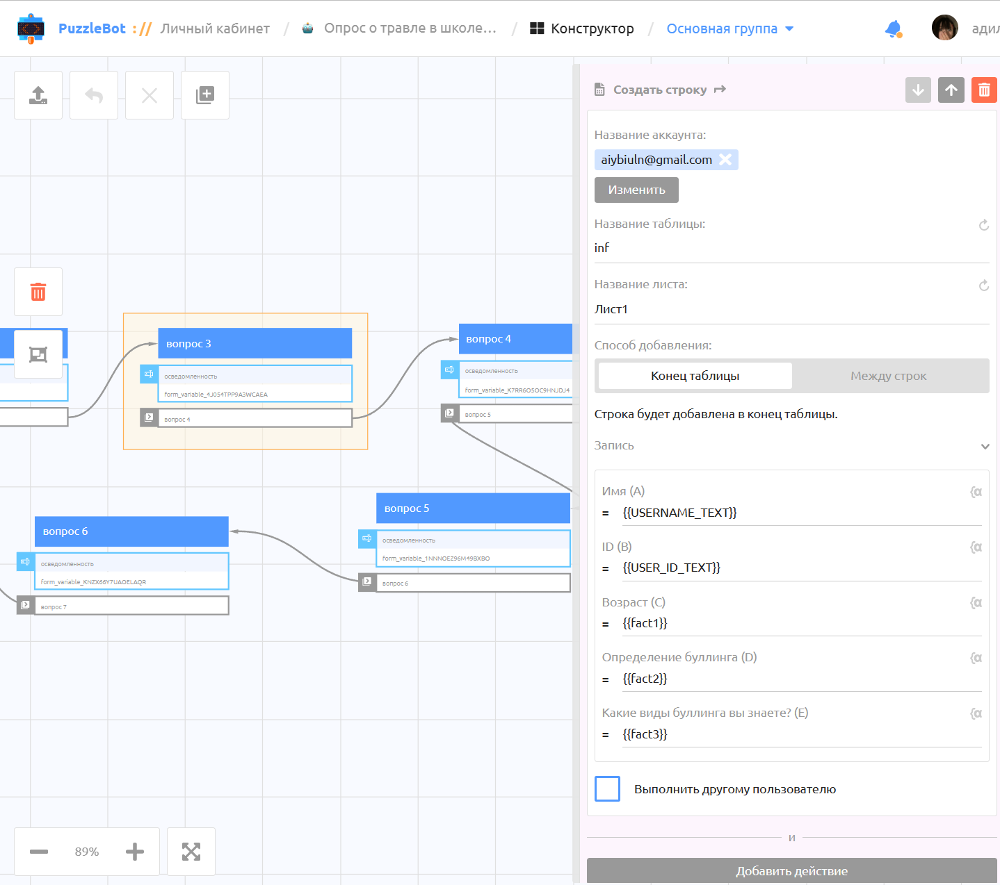 PuzzleBot :// Личный кабинет / Опрос о травле в школе... / Конструктор / Основная группа
адил
Создать строку
Название аккаунта:
aiybiuln@gmail.com
Изменить
Название таблицы:
inf
Название листа:
Лист1
Способ добавления:
Конец таблицы
Между строк
Строка будет добавлена в конец таблицы.
Запись
Имя (A)
= {{USERNAME_TEXT}}
ID (B)
= {{USER_ID_TEXT}}
Возраст (C)
= {{fact1}}
Определение буллинга (D)
= {{fact2}}
Какие виды буллинга вы знаете? (E)
= {{fact3}}
Выполнить другому пользователю
и
Добавить действие
вопрос 3
осведомленность
form_variable_4J054TPP9A3WCAEA
вопрос 4
вопрос 4
осведомленность
form_variable_K7RR6O5OC9HNJDJ4
вопрос 5
вопрос 5
осведомленность
form_variable_1NNNOEZ96M49BXBO
вопрос 6
вопрос 6
осведомленность
form_variable_KNZX66Y7UAOELAQR
вопрос 7
89%